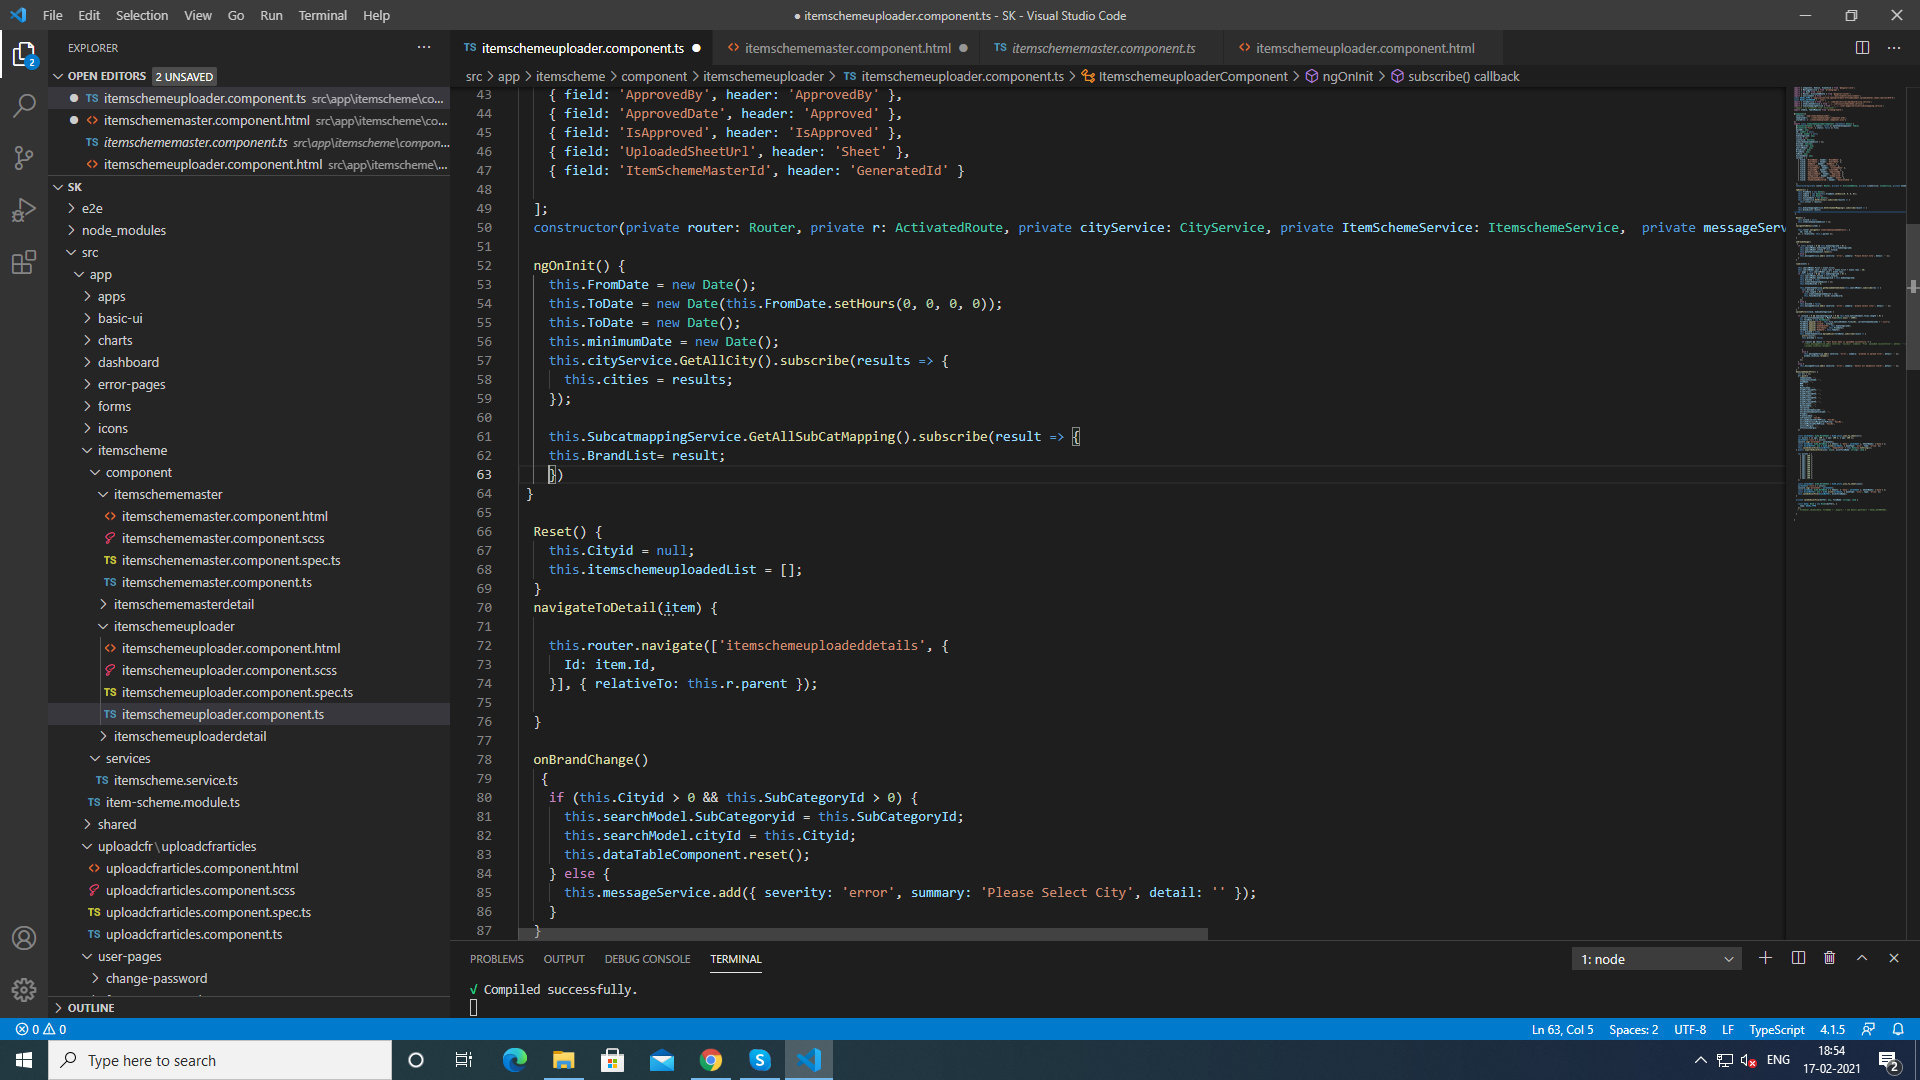 File Edit Selection View Go Run Terminal Help
● itemschemeuploader.component.ts - SK - Visual Studio Code
EXPLORER
OPEN EDITORS 2 UNSAVED
TS itemschemeuploader.component.ts src\app\itemscheme\co...
<> itemschememaster.component.html src\app\itemscheme\co...
TS itemschememaster.component.ts src\app\itemscheme\compon...
<> itemschemeuploader.component.html src\app\itemscheme\...
SK
e2e
node_modules
src
app
apps
basic-ui
charts
dashboard
error-pages
forms
icons
itemscheme
component
itemschememaster
<> itemschememaster.component.html
itemschememaster.component.scss
TS itemschememaster.component.spec.ts
TS itemschememaster.component.ts
itemschememasterdetail
itemschemeuploader
<> itemschemeuploader.component.html
itemschemeuploader.component.scss
TS itemschemeuploader.component.spec.ts
TS itemschemeuploader.component.ts
itemschemeuploaderdetail
services
TS itemscheme.service.ts
TS item-scheme.module.ts
shared
uploadcfr\uploadcfrarticles
<> uploadcfrarticles.component.html
uploadcfrarticles.component.scss
TS uploadcfrarticles.component.spec.ts
TS uploadcfrarticles.component.ts
user-pages
change-password
OUTLINE
TS itemschemeuploader.component.ts ● <> itemschememaster.component.html ● TS itemschememaster.component.ts <> itemschemeuploader.component.html
src > app > itemscheme > component > itemschemeuploader > TS itemschemeuploader.component.ts > ItemschemeuploaderComponent > ngOnInit > subscribe() callback
43 { field: 'ApprovedBy', header: 'ApprovedBy' },
44 { field: 'ApprovedDate', header: 'Approved' },
45 { field: 'IsApproved', header: 'IsApproved' },
46 { field: 'UploadedSheetUrl', header: 'Sheet' },
47 { field: 'ItemSchemeMasterId', header: 'GeneratedId' }
48
49 ];
50 constructor(private router: Router, private r: ActivatedRoute, private cityService: CityService, private ItemSchemeService: ItemschemeService,  private messageServ
51
52 ngOnInit() {
53 this.FromDate = new Date();
54 this.ToDate = new Date(this.FromDate.setHours(0, 0, 0, 0));
55 this.ToDate = new Date();
56 this.minimumDate = new Date();
57 this.cityService.GetAllCity().subscribe(results => {
58 this.cities = results;
59 });
60
61 this.SubcatmappingService.GetAllSubCatMapping().subscribe(result => {
62 this.BrandList= result;
63 })
64 }
65
66 Reset() {
67 this.Cityid = null;
68 this.itemschemeuploadedList = [];
69 }
70 navigateToDetail(item) {
71
72 this.router.navigate(['itemschemeuploadeddetails', {
73 Id: item.Id,
74 }], { relativeTo: this.r.parent });
75
76 }
77
78 onBrandChange()
79 {
80 if (this.Cityid > 0 && this.SubCategoryId > 0) {
81 this.searchModel.SubCategoryid = this.SubCategoryId;
82 this.searchModel.cityId = this.Cityid;
83 this.dataTableComponent.reset();
84 } else {
85 this.messageService.add({ severity: 'error', summary: 'Please Select City', detail: '' });
86 }
87 }
PROBLEMS OUTPUT DEBUG CONSOLE TERMINAL
1: node
√ Compiled successfully.
0 0
Ln 63, Col 5 Spaces: 2 UTF-8 LF TypeScript 4.1.5
Type here to search
ENG
18:54
17-02-2021
2